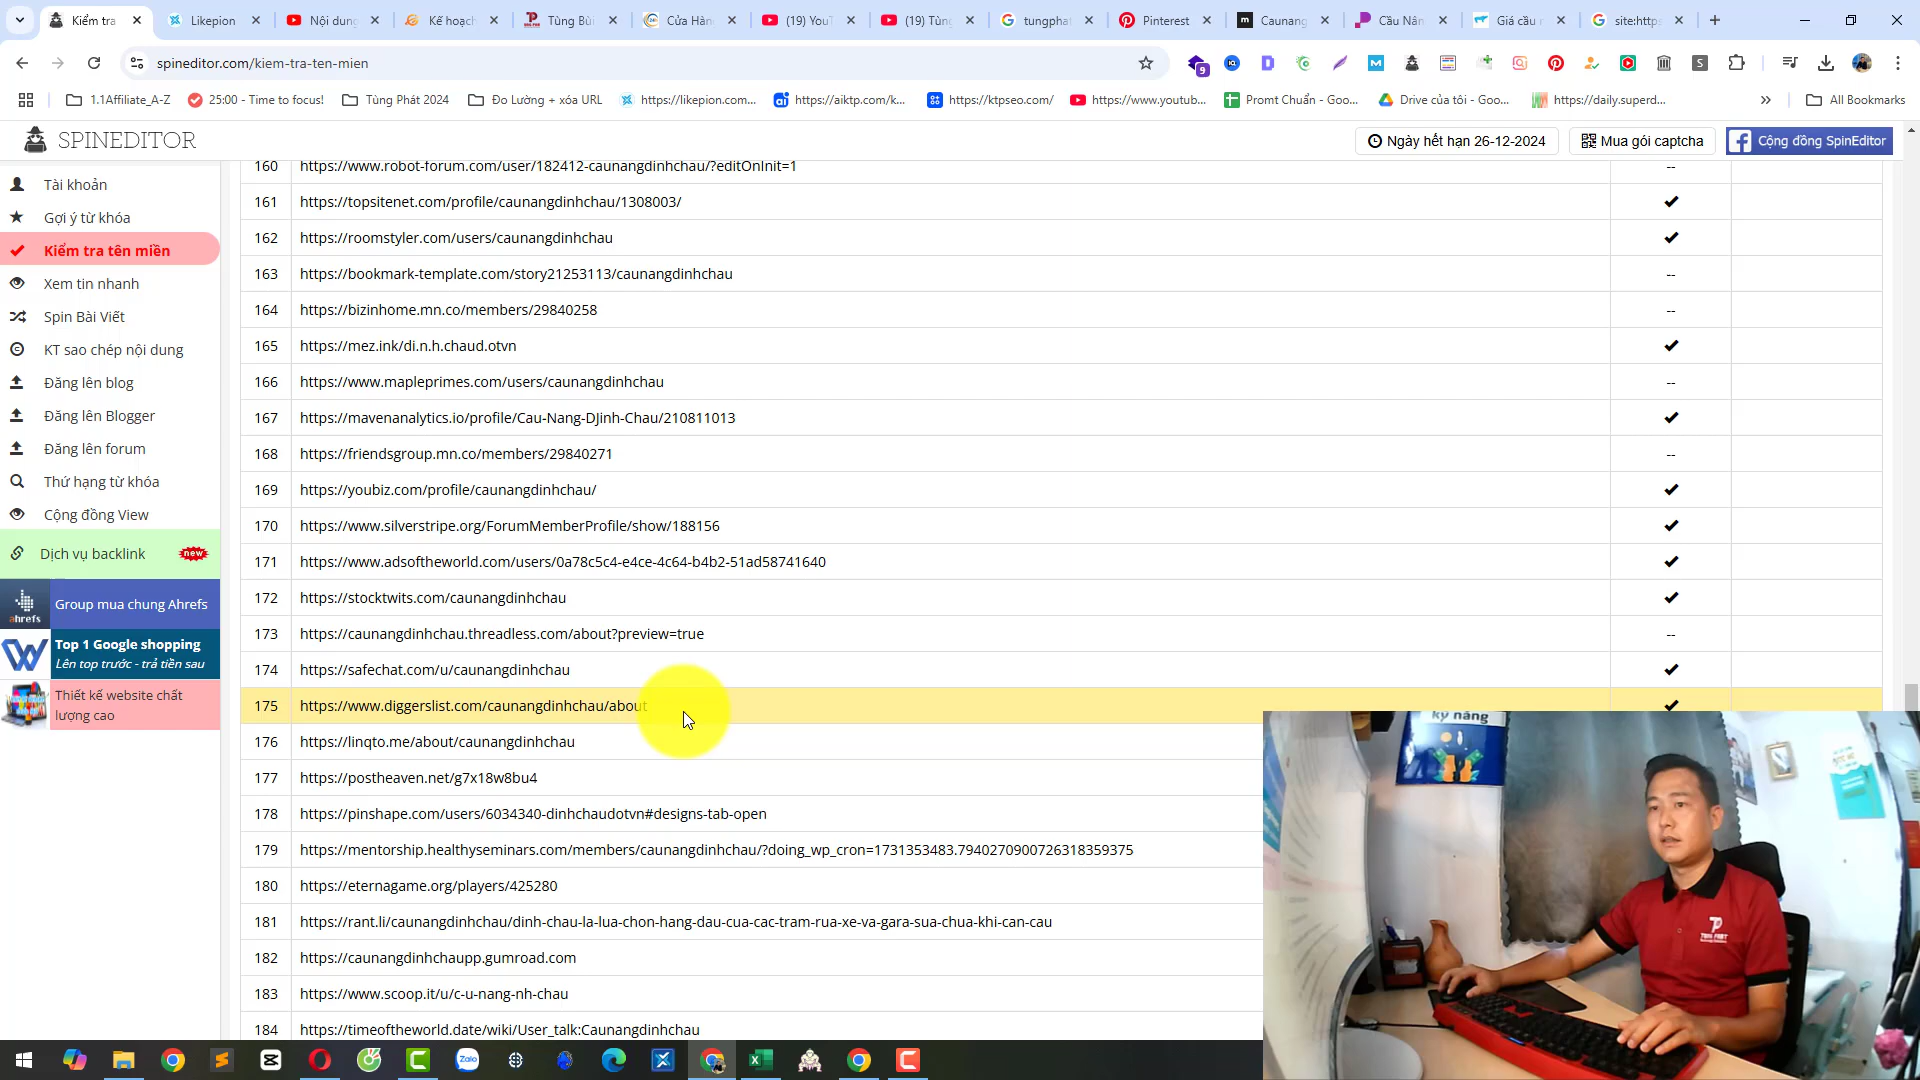 Kiểm tra
Likepion
Nội dun
Kế hoạch
Tùng Bùi
Cửa Hàn
(19) You
(19) Tùn
tungphat
Pinterest
Caunang
Cầu Nân
Giá cầu n
site:http
spineditor.com/kiem-tra-ten-mien
9
1.1Affiliate_A-Z
25:00 - Time to focus!
Tùng Phát 2024
Đo Lường + xóa URL
https://likepion.com...
https://aiktp.com/k...
https://ktpseo.com/
https://www.youtub...
Promt Chuẩn - Goo...
Drive của tôi - Goo...
https://daily.superd...
All Bookmarks
SPINEDITOR
Ngày hết hạn 26-12-2024
Mua gói captcha
Cộng đồng SpinEditor
Tài khoản
Gợi ý từ khóa
Kiểm tra tên miền
Xem tin nhanh
Spin Bài Viết
KT sao chép nội dung
Đăng lên blog
Đăng lên Blogger
Đăng lên forum
Thứ hạng từ khóa
Cộng đồng View
Dịch vụ backlink new
ahrefs
Group mua chung Ahrefs
Top 1 Google shopping
Lên top trước - trả tiền sau
Thiết kế website chất
lượng cao
160 https://www.robot-forum.com/user/182412-caunangdinhchau/?editOnInit=1 --
161 https://topsitenet.com/profile/caunangdinhchau/1308003/ ✔
162 https://roomstyler.com/users/caunangdinhchau ✔
163 https://bookmark-template.com/story21253113/caunangdinhchau --
164 https://bizinhome.mn.co/members/29840258 --
165 https://mez.ink/di.n.h.chaud.otvn ✔
166 https://www.mapleprimes.com/users/caunangdinhchau --
167 https://mavenanalytics.io/profile/Cau-Nang-DJinh-Chau/210811013 ✔
168 https://friendsgroup.mn.co/members/29840271 --
169 https://youbiz.com/profile/caunangdinhchau/ ✔
170 https://www.silverstripe.org/ForumMemberProfile/show/188156 ✔
171 https://www.adsoftheworld.com/users/0a78c5c4-e4ce-4c64-b4b2-51ad58741640 ✔
172 https://stocktwits.com/caunangdinhchau ✔
173 https://caunangdinhchau.threadless.com/about?preview=true --
174 https://safechat.com/u/caunangdinhchau ✔
175 https://www.diggerslist.com/caunangdinhchau/about ✔
176 https://linqto.me/about/caunangdinhchau
177 https://postheaven.net/g7x18w8bu4
178 https://pinshape.com/users/6034340-dinhchaudotvn#designs-tab-open
179 https://mentorship.healthyseminars.com/members/caunangdinhchau/?doing_wp_cron=1731353483.7940270900726318359375
180 https://eternagame.org/players/425280
181 https://rant.li/caunangdinhchau/dinh-chau-la-lua-chon-hang-dau-cua-cac-tram-rua-xe-va-gara-sua-chua-khi-can-cau
182 https://caunangdinhchaupp.gumroad.com
183 https://www.scoop.it/u/c-u-nang-nh-chau
184 https://timeoftheworld.date/wiki/User_talk:Caunangdinhchau
kỹ năng
TUNG PHAT
Zalo